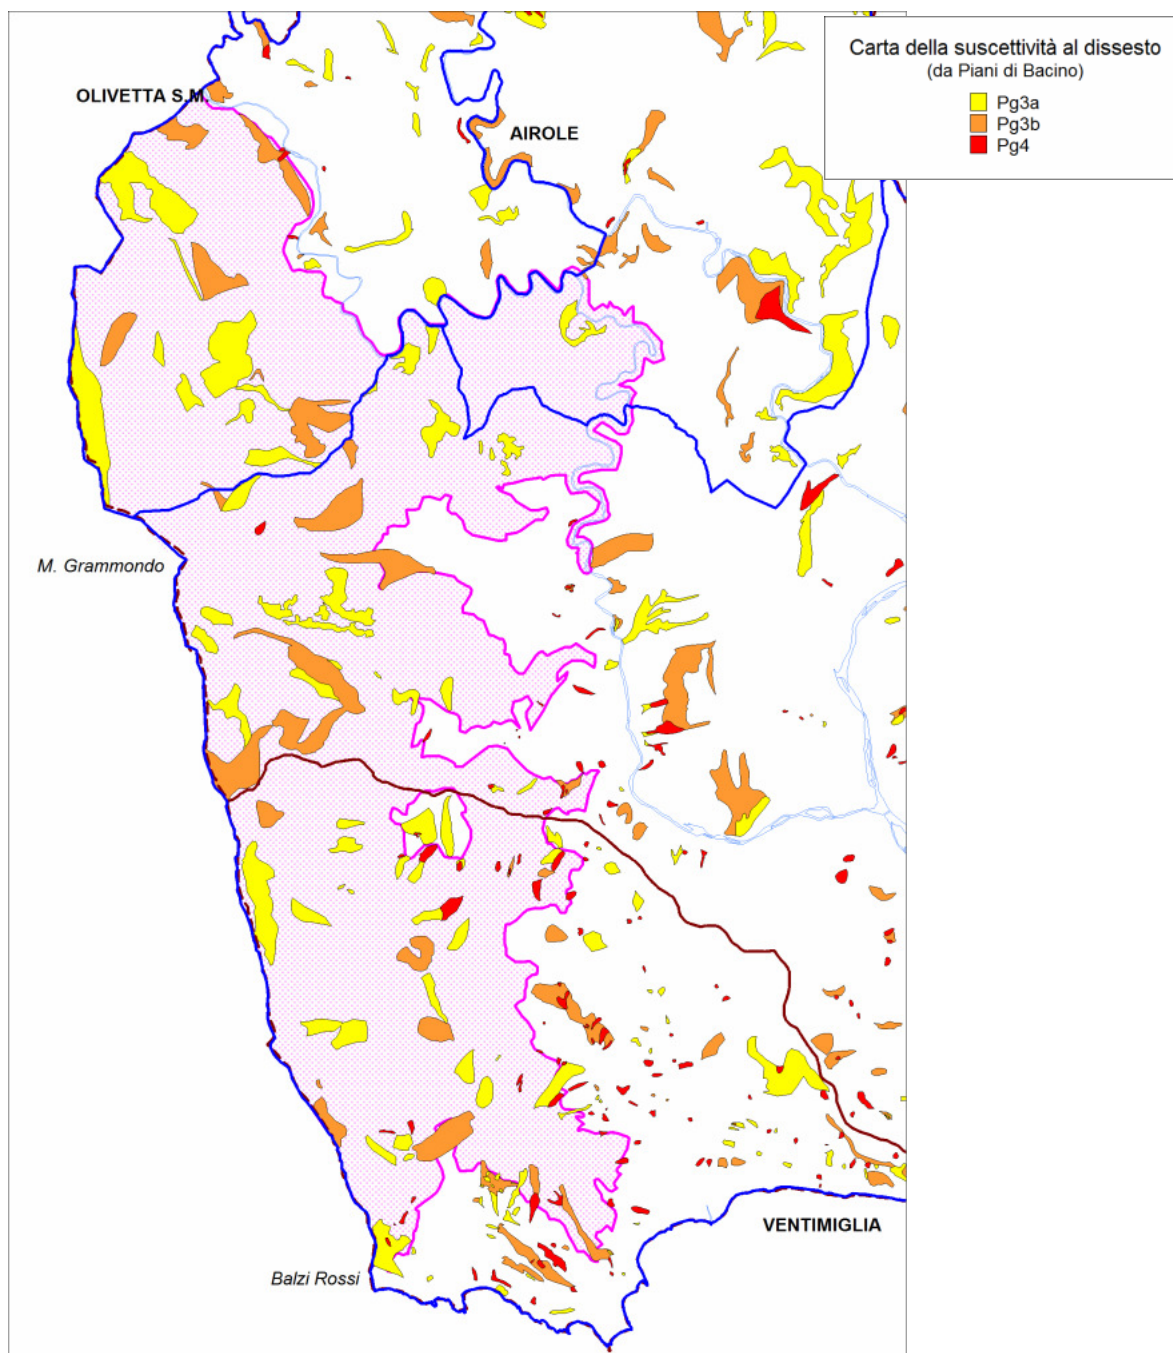 Carta della suscettività al dissesto
(da Piani di Bacino)
Pg3a
Pg3b
Pg4
OLIVETTA S.M.
AIROLE
M. Grammondo
VENTIMIGLIA
Balzi Rossi